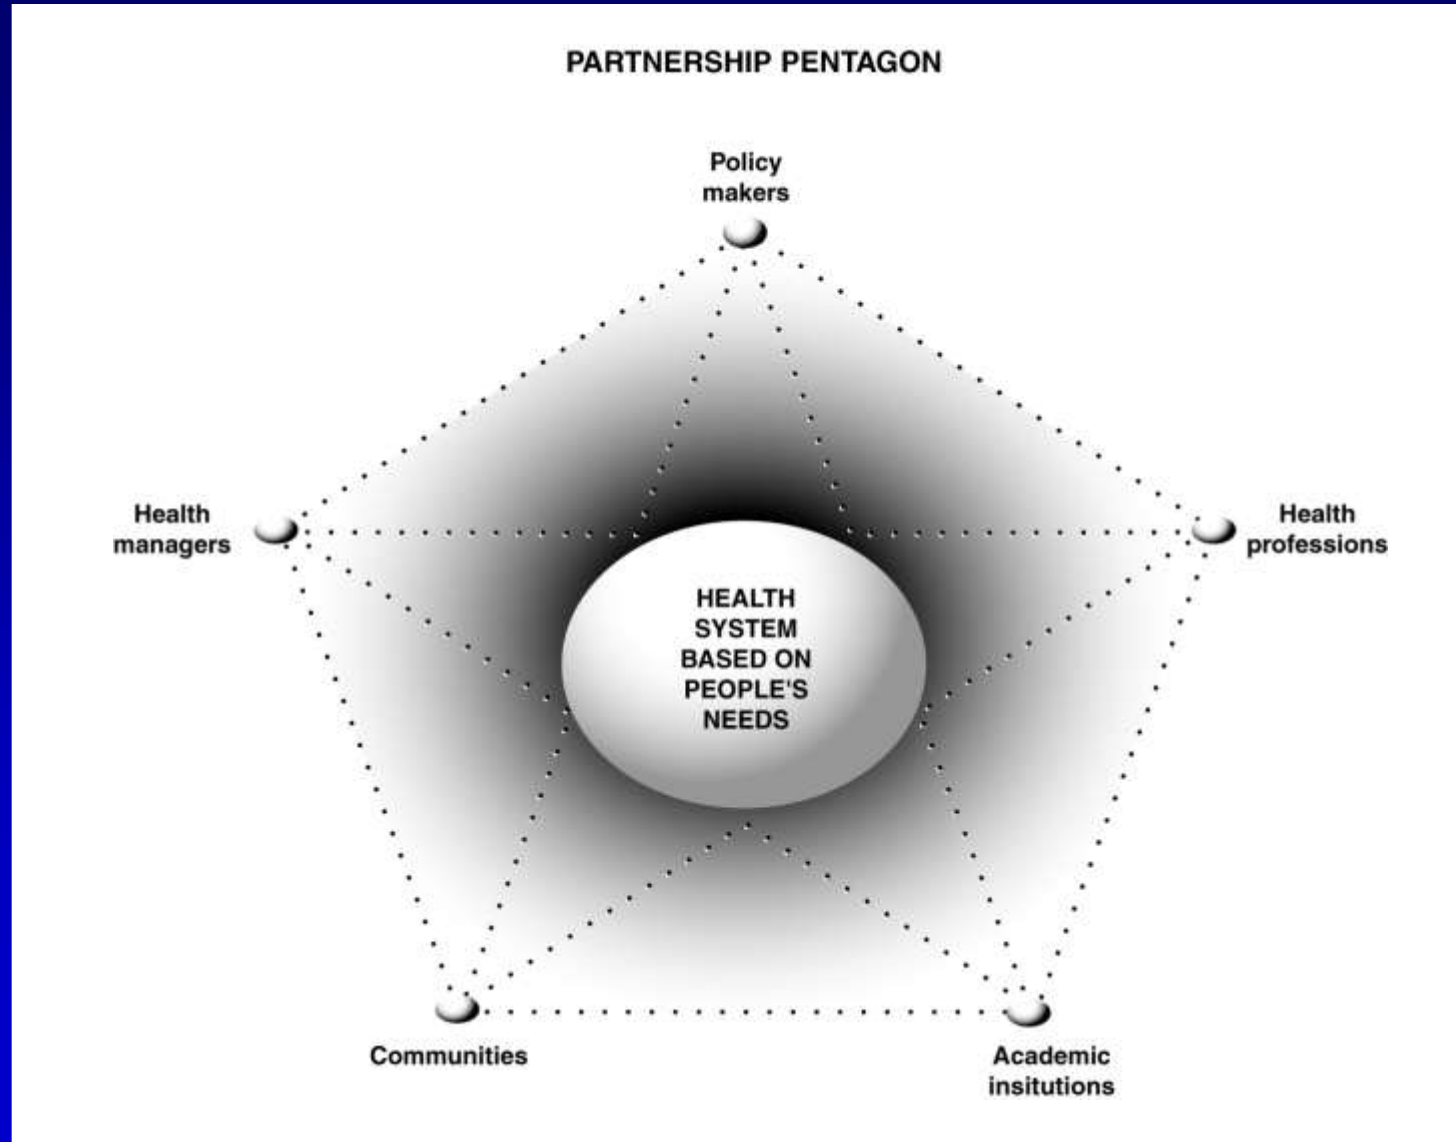 PARTNERSHIP PENTAGON
Policy
makers
Health
managers
Health
professions
HEALTH
SYSTEM
BASED ON
PEOPLE'S
NEEDS
Communities
Academic
insitutions